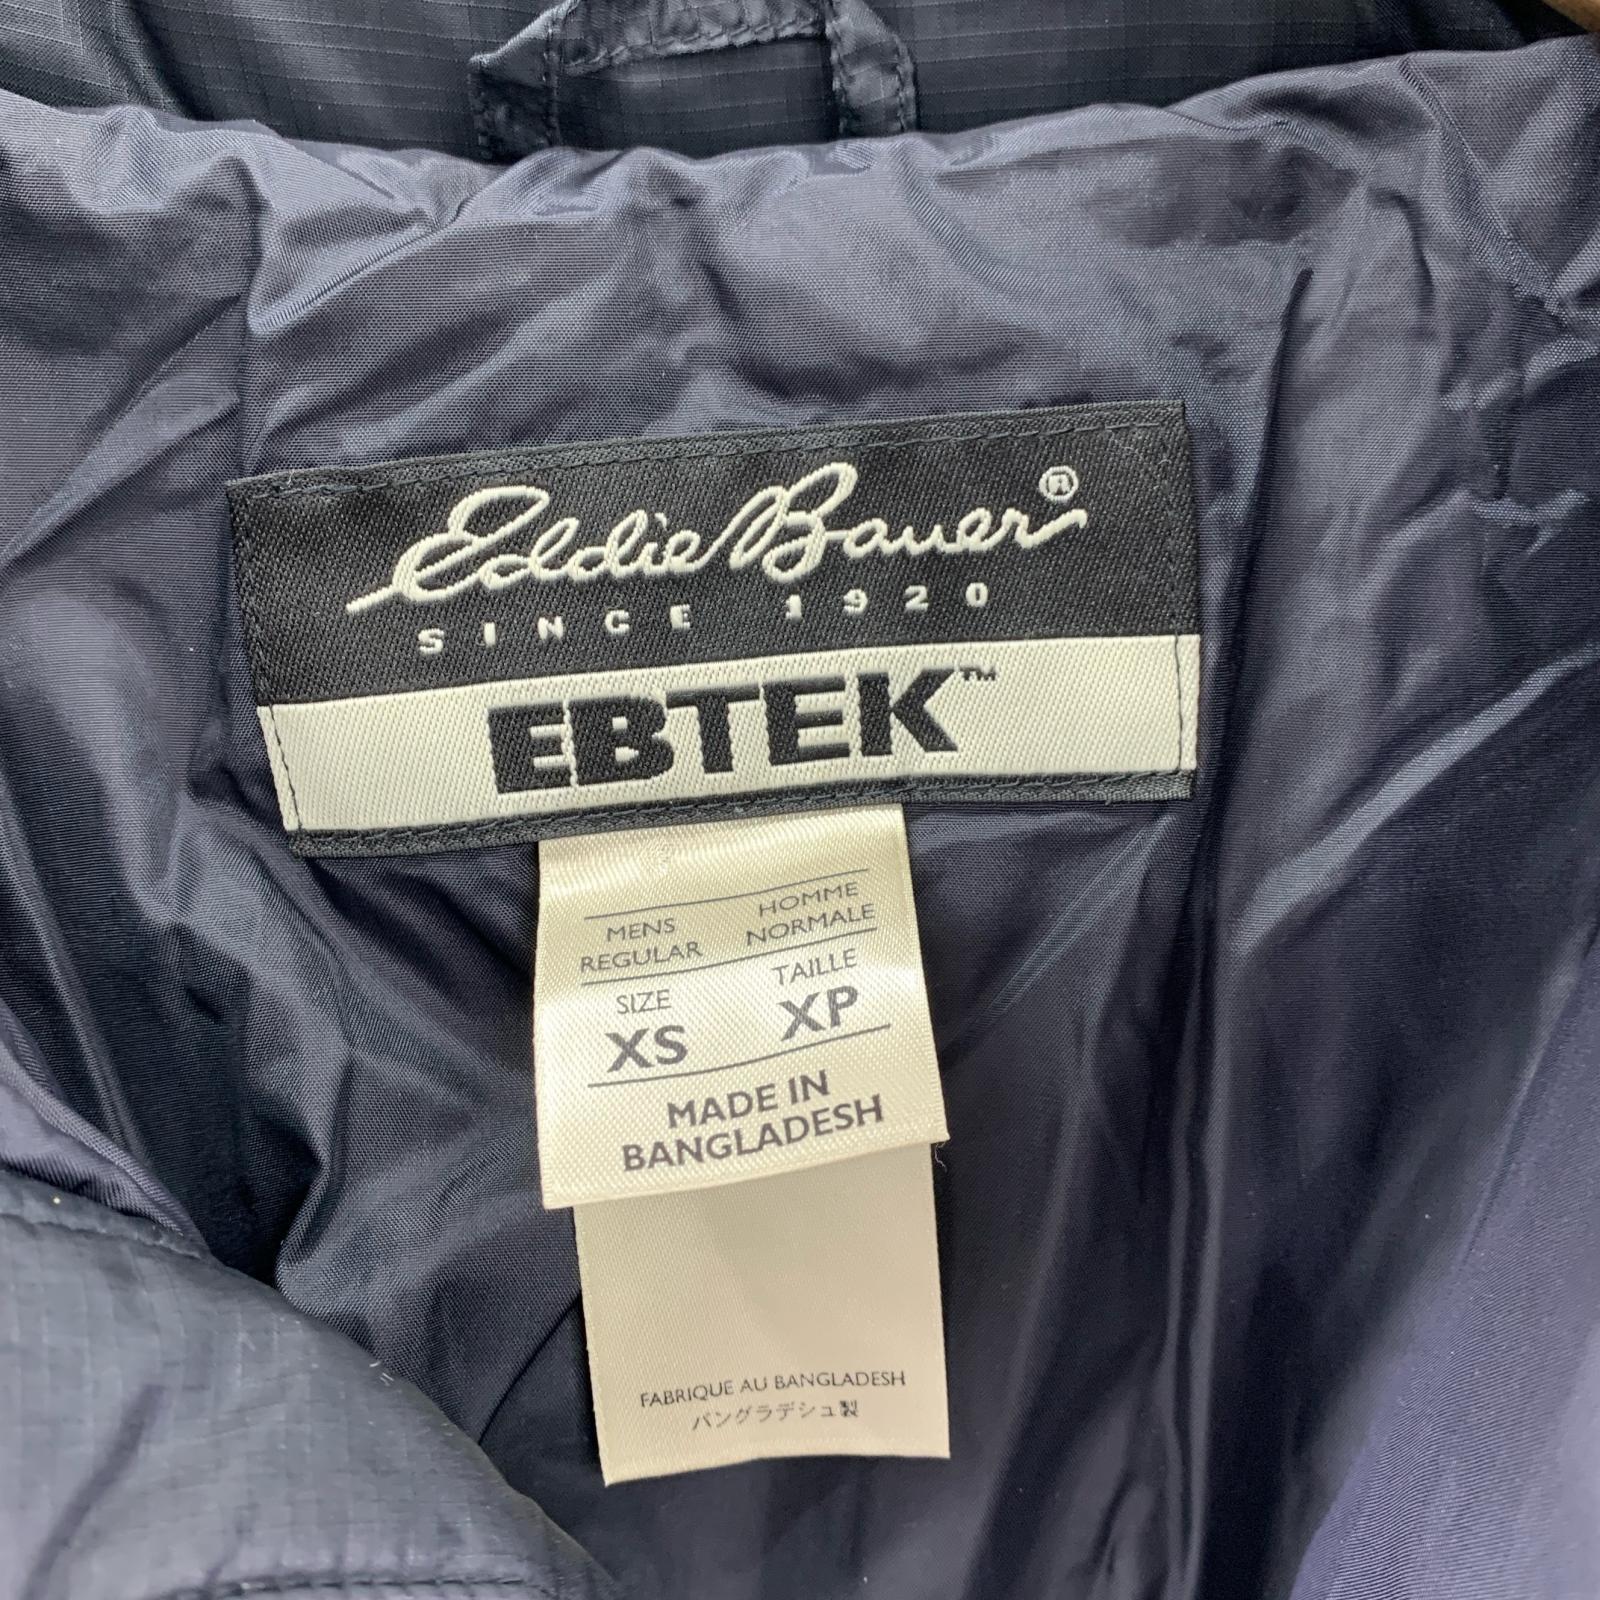 Eddie Bauer®
SINCE 1920
EBTEK™
MENS HOMME
REGULAR NORMALE
SIZE TAILLE
XS XP
MADE IN
BANGLADESH
FABRIQUE AU BANGLADESH
バングラデシュ製